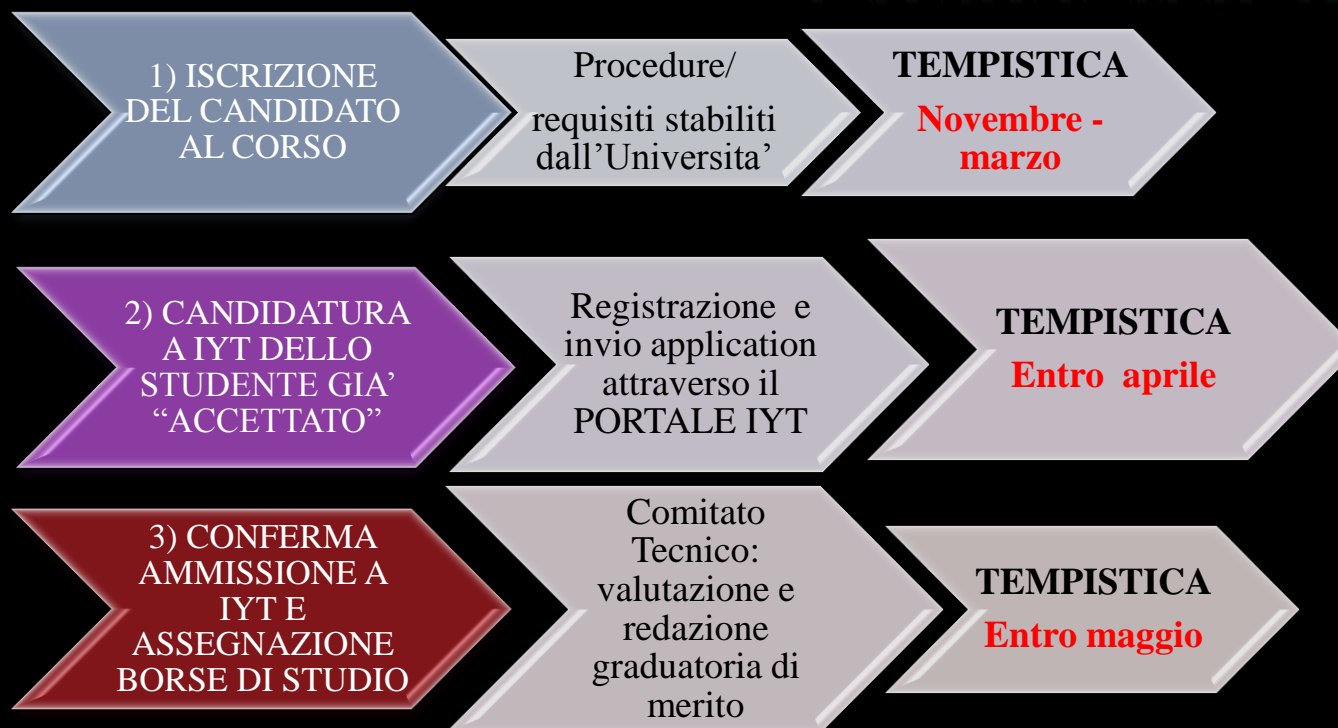 1) ISCRIZIONE
DEL CANDIDATO
AL CORSO
Procedure/
requisiti stabiliti
dall’Universita’
TEMPISTICA
Novembre -
marzo
2) CANDIDATURA
A IYT DELLO
STUDENTE GIA’
“ACCETTATO”
Registrazione e
invio application
attraverso il
PORTALE IYT
TEMPISTICA
Entro aprile
3) CONFERMA
AMMISSIONE A
IYT E
ASSEGNAZIONE
BORSE DI STUDIO
Comitato
Tecnico:
valutazione e
redazione
graduatoria di
merito
TEMPISTICA
Entro maggio